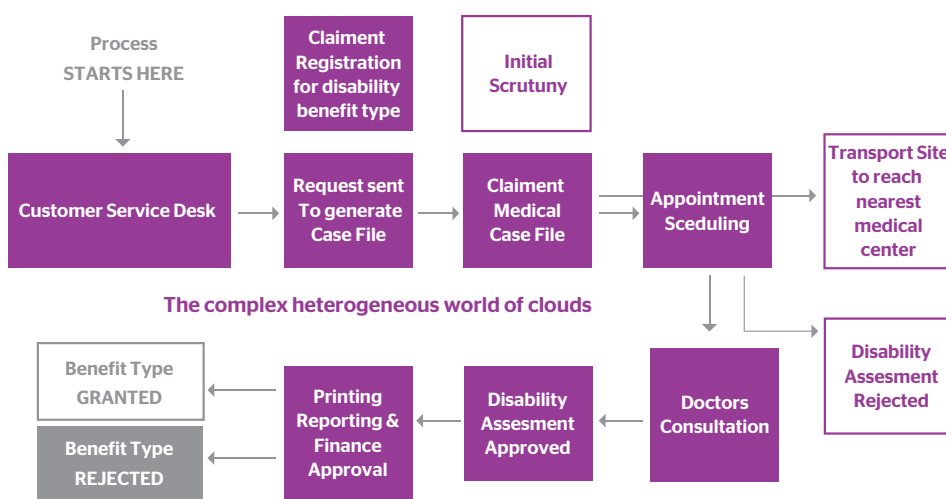 Process
STARTS HERE
Claiment
Registration
for disability
benefit type
Initial
Scrutuny
Customer Service Desk
Request sent
To generate
Case File
Claiment
Medical
Case File
Appointment
Sceduling
Transport Site
to reach
nearest
medical
center
The complex heterogeneous world of clouds
Benefit Type
GRANTED
Benefit Type
REJECTED
Printing
Reporting &
Finance
Approval
Disability
Assesment
Approved
Doctors
Consultation
Disability
Assesment
Rejected